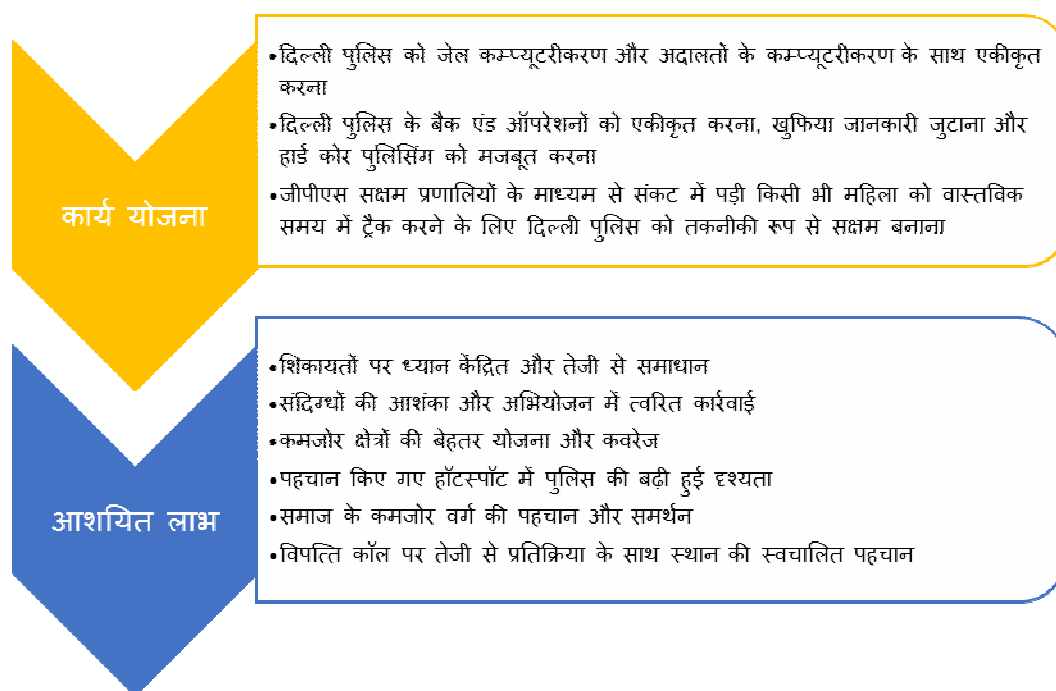 कार्य योजना
•दिल्ली पुलिस को जेल कम्प्यूटरीकरण और अदालतों के कम्प्यूटरीकरण के साथ एकीकृत
करना
•दिल्ली पुलिस के बैक एंड ऑपरेशनों को एकीकृत करना, खुफिया जानकारी जुटाना और
हार्ड कोर पुलिसिंग को मजबूत करना
•जीपीएस सक्षम प्रणालियों के माध्यम से संकट में पड़ी किसी भी महिला को वास्तविक
समय में ट्रैक करने के लिए दिल्ली पुलिस को तकनीकी रूप से सक्षम बनाना
आशयित लाभ
•शिकायतों पर ध्यान केंद्रित और तेजी से समाधान
•संदिग्धों की आशंका और अभियोजन में त्वरित कार्रवाई
•कमजोर क्षेत्रों की बेहतर योजना और कवरेज
•पहचान किए गए हॉटस्पॉट में पुलिस की बढ़ी हुई दृश्यता
•समाज के कमजोर वर्ग की पहचान और समर्थन
•विपत्ति कॉल पर तेजी से प्रतिक्रिया के साथ स्थान की स्वचालित पहचान